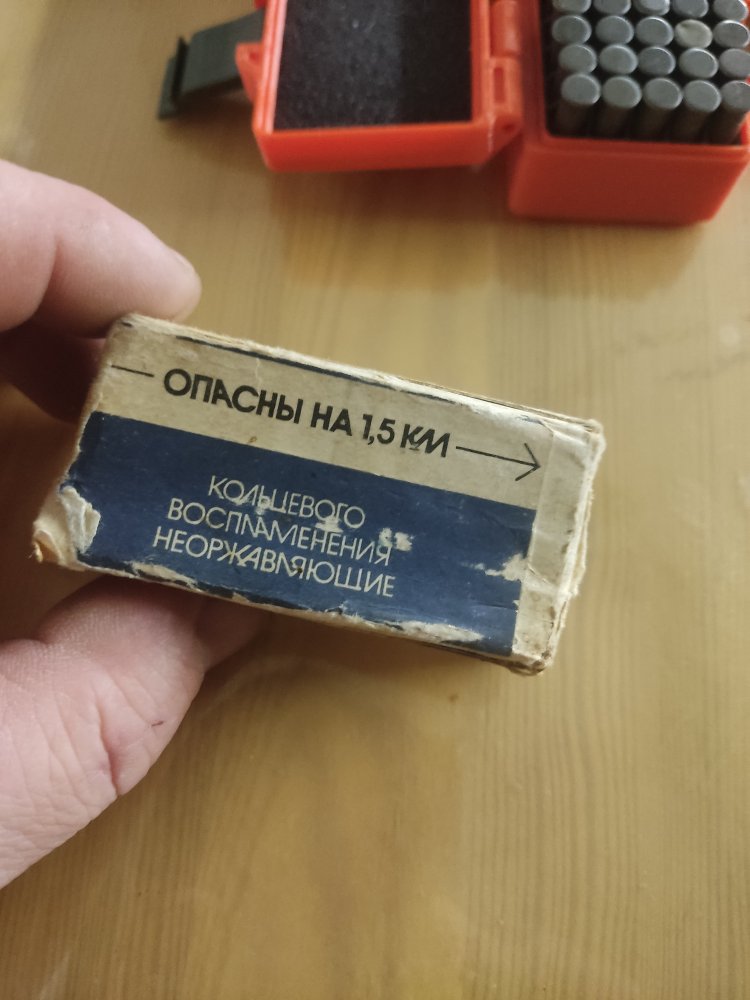 ОПАСНЫ НА 1,5 КМ
КОЛЬЦЕВОГО
ВОСПЛАМЕНЕНИЯ
НЕОРЖАВЛЯЮЩИЕ